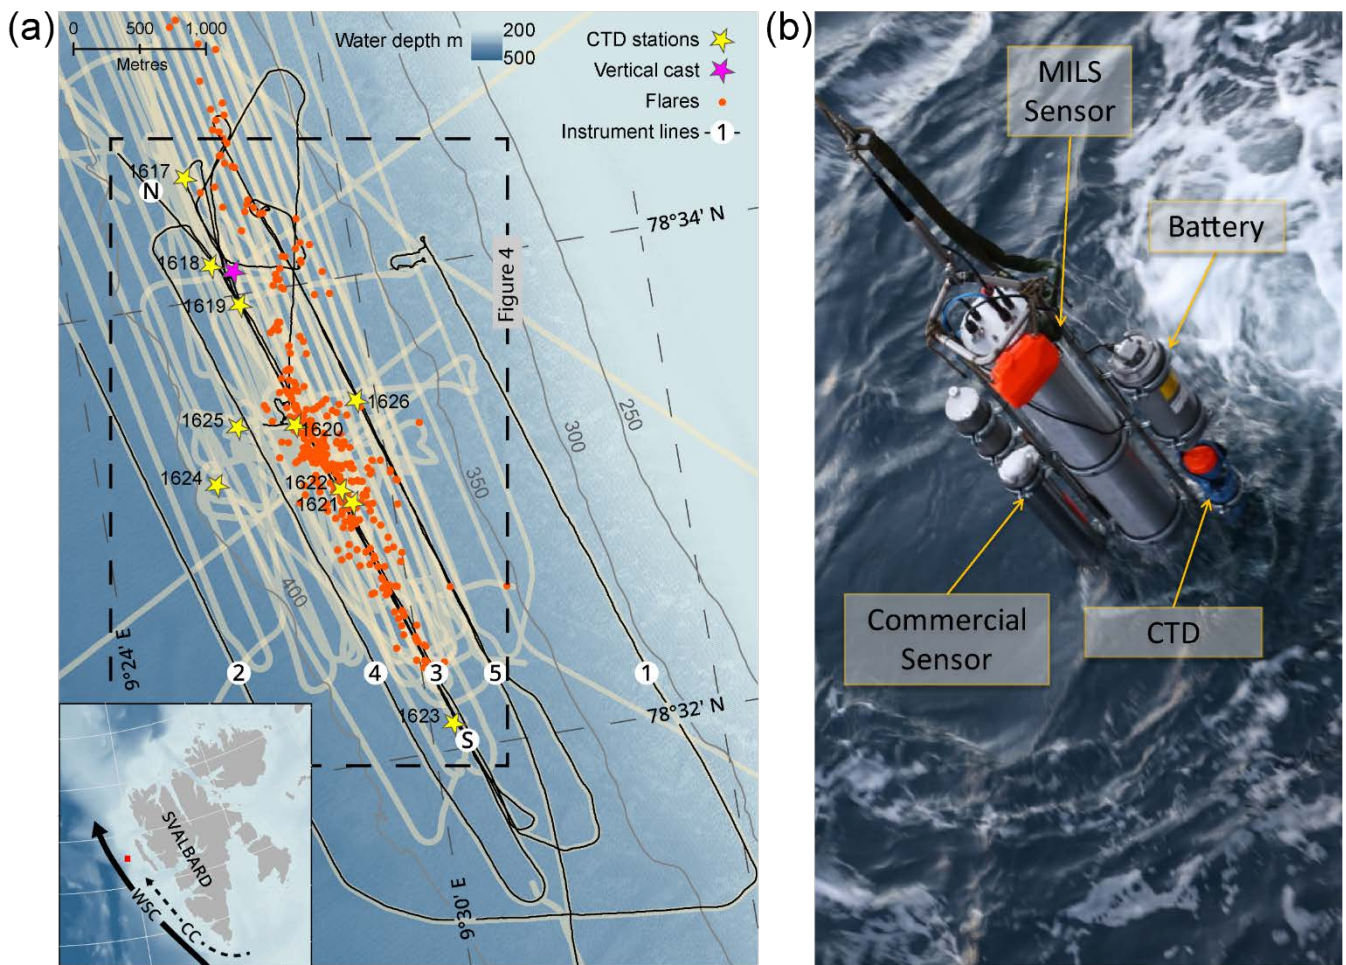 (a)
0 500 1,000
Metres
Water depth m
200
500
CTD stations
Vertical cast
Flares
Instrument lines 1
1617
N
78°34' N
1618
1619
Figure 4
1626
1625
1620
250
300
350
1624
1622
1621
400
9°24' E
2 4 3 5 1
1623
78°32' N
S
9°30' E
SVALBARD
WSC
CC
(b)
MILS
Sensor
Battery
Commercial
Sensor
CTD